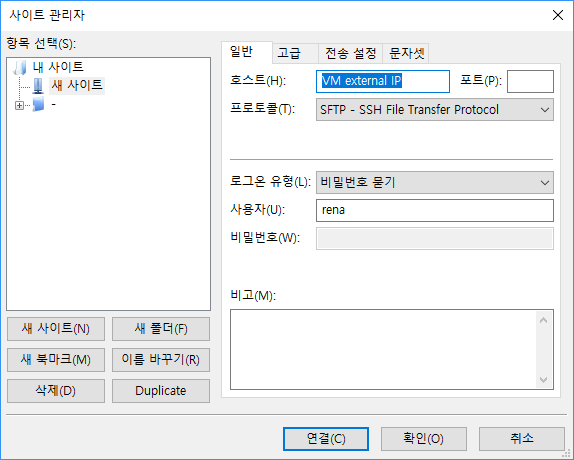 사이트 관리자
항목 선택(S):
내 사이트
새 사이트
-
새 사이트(N)
새 폴더(F)
새 북마크(M)
이름 바꾸기(R)
삭제(D)
Duplicate
일반
고급
전송 설정
문자셋
호스트(H):
VM external IP
포트(P):
프로토콜(T):
SFTP - SSH File Transfer Protocol
로그온 유형(L):
비밀번호 묻기
사용자(U):
rena
비밀번호(W):
비고(M):
연결(C)
확인(O)
취소